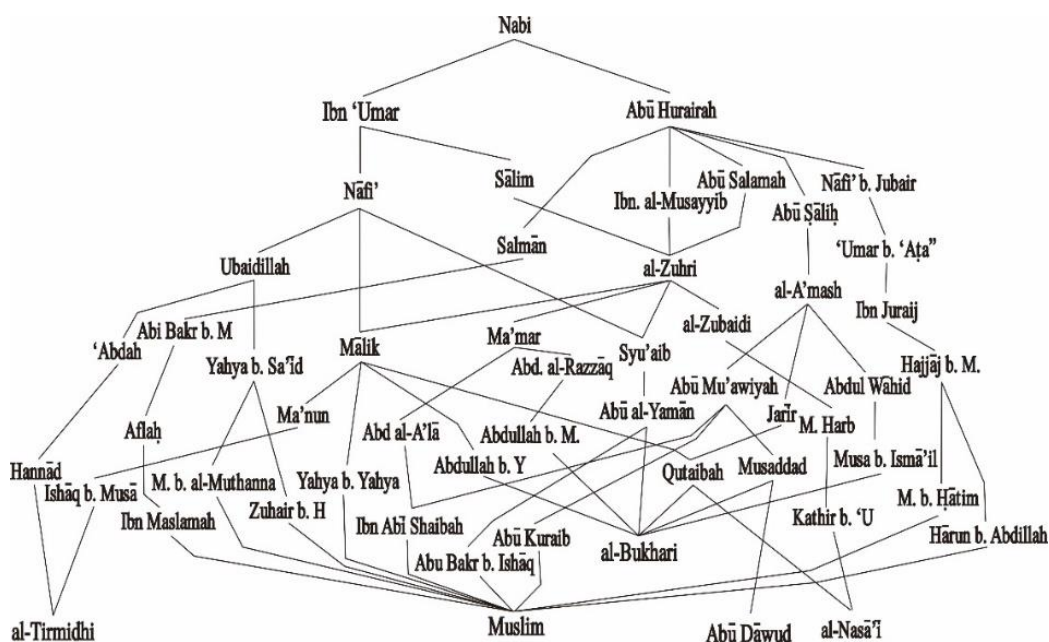 Nabi
Ibn ‘Umar
Abū Hurairah
Nāfi’
Sālim
Ibn. al-Musayyib
Abū Salamah
Abū Ṣāliḥ
Nāfi’ b. Jubair
Ubaidillah
Salmān
al-Zuhri
‘Umar b. ‘Aṭa”
al-A’mash
Ibn Juraij
‘Abdah
Abi Bakr b. M
Yahya b. Sa’īd
Mālik
Ma’mar
Abd. al-Razzāq
Syu’aib
al-Zubaidi
Abū Mu’awiyah
Jarīr
Abdul Wāhid
Hajjāj b. M.
Aflaḥ
Ma’nun
Abd al-A’lā
Abdullah b. M.
Abū al-Yamān
M. Harb
Hannād
Ishāq b. Musā
M. b. al-Muthanna
Yahya b. Yahya
Abdullah b. Y
Qutaibah
Musaddad
Musa b. Ismā’il
Ibn Maslamah
Zuhair b. H
Ibn Abī Shaibah
Abu Bakr b. Ishāq
Abū Kuraib
al-Bukhari
Kathir b. ‘U
M. b. Ḥātim
Hārun b. Abdillah
al-Tirmidhi
Muslim
Abū Dāwud
al-Nasā’ī